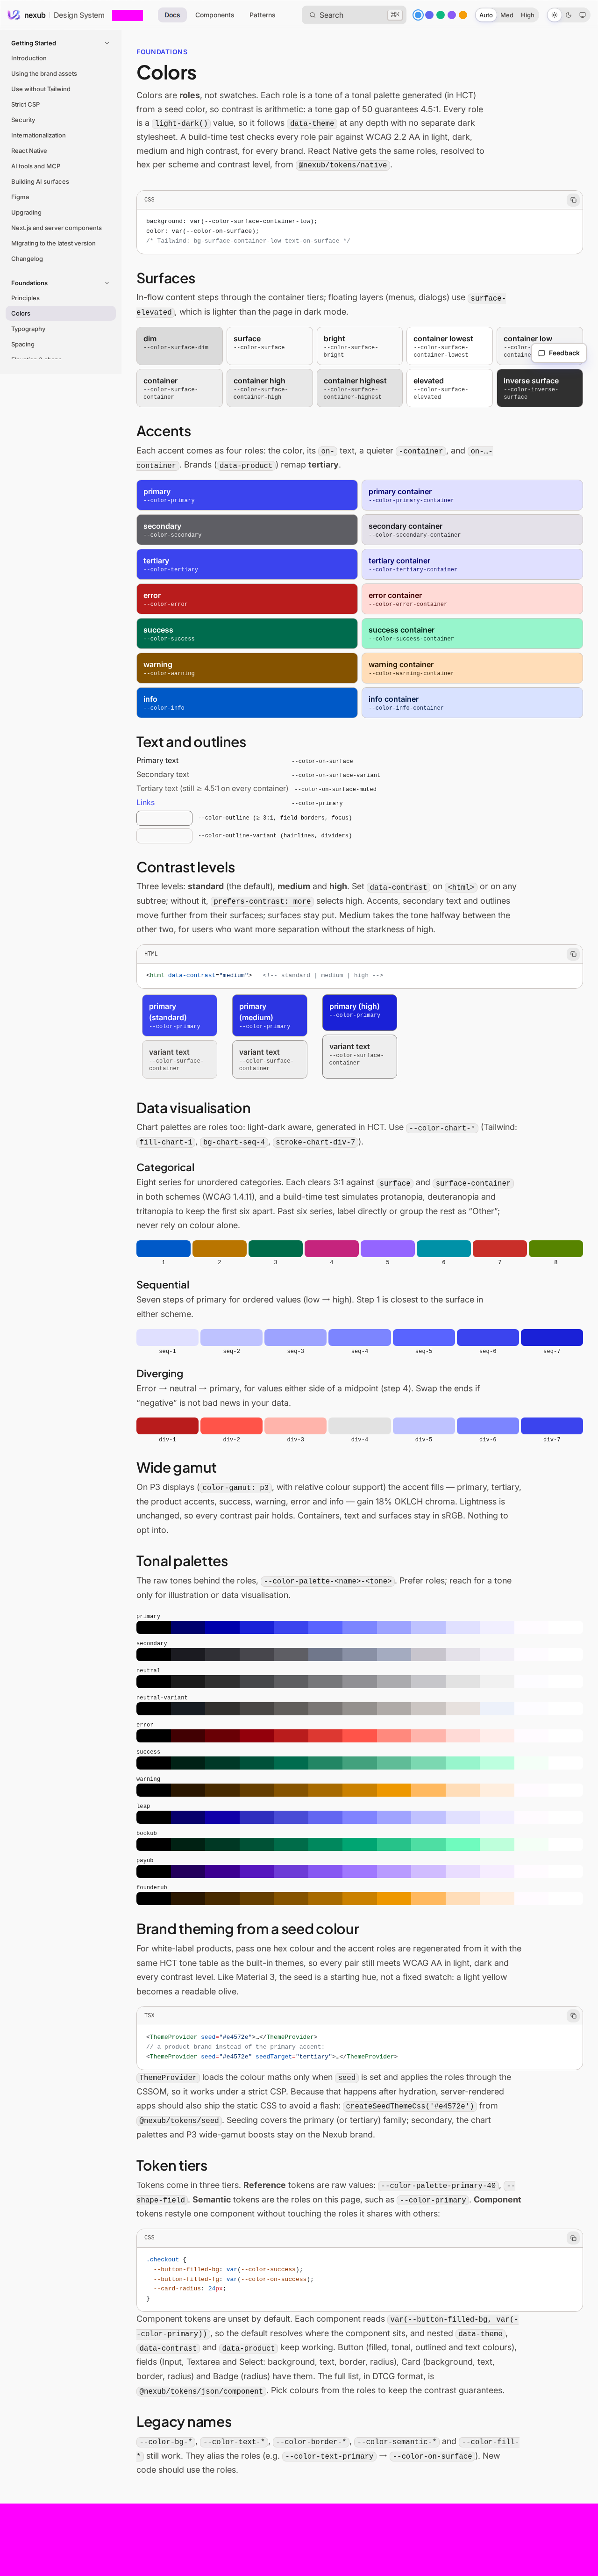 nexub
Design System
Docs
Components
Patterns
Search
⌘K
Auto
Med
High
Getting Started
Introduction
Using the brand assets
Use without Tailwind
Strict CSP
Security
Internationalization
React Native
AI tools and MCP
Building AI surfaces
Figma
Upgrading
Next.js and server components
Migrating to the latest version
Changelog
Foundations
Principles
Colors
Typography
Spacing
FOUNDATIONS
Colors
Colors are roles, not swatches. Each role is a tone of a tonal palette generated (in HCT)
from a seed color, so contrast is arithmetic: a tone gap of 50 guarantees 4.5:1. Every role
is a light-dark() value, so it follows data-theme at any depth with no separate dark
stylesheet. A build-time test checks every role pair against WCAG 2.2 AA in light, dark,
medium and high contrast, for every brand. React Native gets the same roles, resolved to
hex per scheme and contrast level, from @nexub/tokens/native.
CSS
background: var(--color-surface-container-low);
color: var(--color-on-surface);
/* Tailwind: bg-surface-container-low text-on-surface */
Surfaces
In-flow content steps through the container tiers; floating layers (menus, dialogs) use surface-
elevated, which is lighter than the page in dark mode.
dim
--color-surface-dim
surface
--color-surface
bright
--color-surface-
bright
container lowest
--color-surface-
container-lowest
container low
--color-
containe
Feedback
container
--color-surface-
container
container high
--color-surface-
container-high
container highest
--color-surface-
container-highest
elevated
--color-surface-
elevated
inverse surface
--color-inverse-
surface
Accents
Each accent comes as four roles: the color, its on- text, a quieter -container, and on-…-
container. Brands (data-product) remap tertiary.
primary
--color-primary
primary container
--color-primary-container
secondary
--color-secondary
secondary container
--color-secondary-container
tertiary
--color-tertiary
tertiary container
--color-tertiary-container
error
--color-error
error container
--color-error-container
success
--color-success
success container
--color-success-container
warning
--color-warning
warning container
--color-warning-container
info
--color-info
info container
--color-info-container
Text and outlines
Primary text --color-on-surface
Secondary text --color-on-surface-variant
Tertiary text (still ≥ 4.5:1 on every container) --color-on-surface-muted
Links --color-primary
--color-outline (≥ 3:1, field borders, focus)
--color-outline-variant (hairlines, dividers)
Contrast levels
Three levels: standard (the default), medium and high. Set data-contrast on <html> or on any
subtree; without it, prefers-contrast: more selects high. Accents, secondary text and outlines
move further from their surfaces; surfaces stay put. Medium takes the tone halfway between the
other two, for users who want more separation without the starkness of high.
HTML
<html data-contrast="medium"> <!-- standard | medium | high -->
primary
(standard)
--color-primary
variant text
--color-surface-
container
primary
(medium)
--color-primary
variant text
--color-surface-
container
primary (high)
--color-primary
variant text
--color-surface-
container
Data visualisation
Chart palettes are roles too: light-dark aware, generated in HCT. Use --color-chart-* (Tailwind:
fill-chart-1, bg-chart-seq-4, stroke-chart-div-7).
Categorical
Eight series for unordered categories. Each clears 3:1 against surface and surface-container
in both schemes (WCAG 1.4.11), and a build-time test simulates protanopia, deuteranopia and
tritanopia to keep the first six apart. Past six series, label directly or group the rest as “Other”;
never rely on colour alone.
1 2 3 4 5 6 7 8
Sequential
Seven steps of primary for ordered values (low → high). Step 1 is closest to the surface in
either scheme.
seq-1 seq-2 seq-3 seq-4 seq-5 seq-6 seq-7
Diverging
Error → neutral → primary, for values either side of a midpoint (step 4). Swap the ends if
“negative” is not bad news in your data.
div-1 div-2 div-3 div-4 div-5 div-6 div-7
Wide gamut
On P3 displays (color-gamut: p3, with relative colour support) the accent fills — primary, tertiary,
the product accents, success, warning, error and info — gain 18% OKLCH chroma. Lightness is
unchanged, so every contrast pair holds. Containers, text and surfaces stay in sRGB. Nothing to
opt into.
Tonal palettes
The raw tones behind the roles, --color-palette-<name>-<tone>. Prefer roles; reach for a tone
only for illustration or data visualisation.
primary
secondary
neutral
neutral-variant
error
success
warning
leap
bookub
payub
founderub
Brand theming from a seed colour
For white-label products, pass one hex colour and the accent roles are regenerated from it with the
same HCT tone table as the built-in themes, so every pair still meets WCAG AA in light, dark and
every contrast level. Like Material 3, the seed is a starting hue, not a fixed swatch: a light yellow
becomes a readable olive.
TSX
<ThemeProvider seed="#e4572e">…</ThemeProvider>
// a product brand instead of the primary accent:
<ThemeProvider seed="#e4572e" seedTarget="tertiary">…</ThemeProvider>
ThemeProvider loads the colour maths only when seed is set and applies the roles through the
CSSOM, so it works under a strict CSP. Because that happens after hydration, server-rendered
apps should also ship the static CSS to avoid a flash: createSeedThemeCss('#e4572e') from
@nexub/tokens/seed. Seeding covers the primary (or tertiary) family; secondary, the chart
palettes and P3 wide-gamut boosts stay on the Nexub brand.
Token tiers
Tokens come in three tiers. Reference tokens are raw values: --color-palette-primary-40, --
shape-field. Semantic tokens are the roles on this page, such as --color-primary. Component
tokens restyle one component without touching the roles it shares with others:
CSS
.checkout {
--button-filled-bg: var(--color-success);
--button-filled-fg: var(--color-on-success);
--card-radius: 24px;
}
Component tokens are unset by default. Each component reads var(--button-filled-bg, var(-
-color-primary)), so the default resolves where the component sits, and nested data-theme,
data-contrast and data-product keep working. Button (filled, tonal, outlined and text colours),
fields (Input, Textarea and Select: background, text, border, radius), Card (background, text,
border, radius) and Badge (radius) have them. The full list, in DTCG format, is
@nexub/tokens/json/component. Pick colours from the roles to keep the contrast guarantees.
Legacy names
--color-bg-*, --color-text-*, --color-border-*, --color-semantic-* and --color-fill-
* still work. They alias the roles (e.g. --color-text-primary → --color-on-surface). New
code should use the roles.